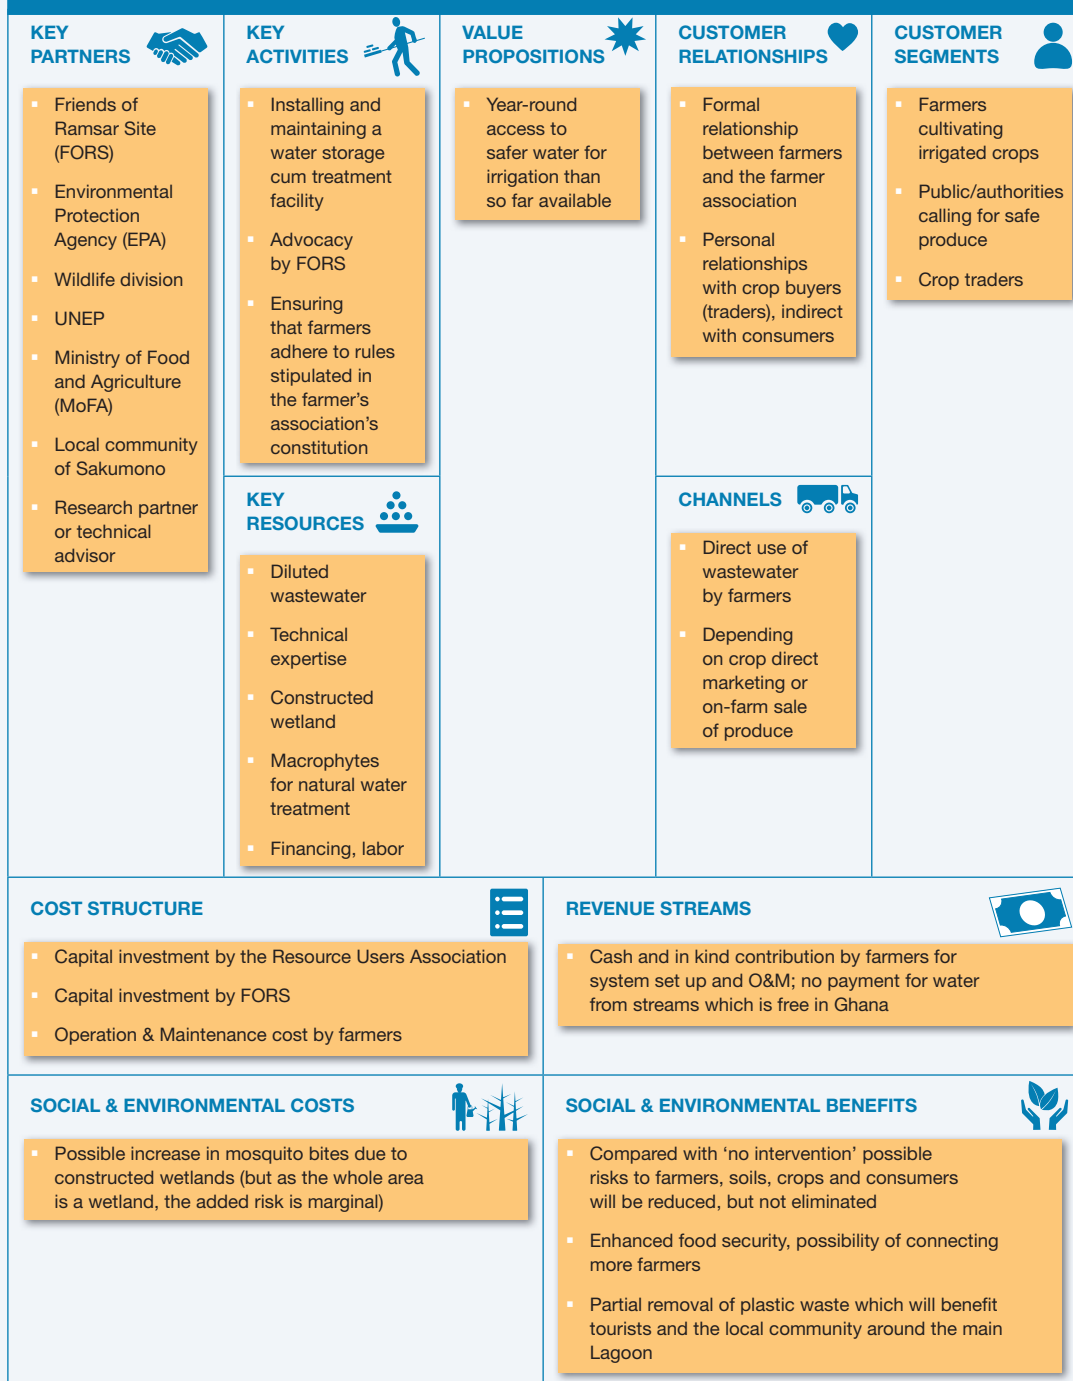 KEY
PARTNERS
Friends of
Ramsar Site
(FORS)
Environmental
Protection
Agency (EPA)
Wildlife division
UNEP
Ministry of Food
and Agriculture
(MoFA)
Local community
of Sakumono
Research partner
or technical
advisor
KEY
ACTIVITIES
Installing and
maintaining a
water storage
cum treatment
facility
Advocacy
by FORS
Ensuring
that farmers
adhere to rules
stipulated in
the farmer's
association's
constitution
KEY
RESOURCES
Diluted
wastewater
Technical
expertise
Constructed
wetland
Macrophytes
for natural water
treatment
Financing, labor
VALUE
PROPOSITIONS
Year-round
access to
safer water for
irrigation than
so far available
CUSTOMER
RELATIONSHIPS
Formal
relationship
between farmers
and the farmer
association
Personal
relationships
with crop buyers
(traders), indirect
with consumers
CHANNELS
Direct use of
wastewater
by farmers
Depending
on crop direct
marketing or
on-farm sale
of produce
CUSTOMER
SEGMENTS
Farmers
cultivating
irrigated crops
Public/authorities
calling for safe
produce
Crop traders
COST STRUCTURE
Capital investment by the Resource Users Association
Capital investment by FORS
Operation & Maintenance cost by farmers
REVENUE STREAMS
Cash and in kind contribution by farmers for
system set up and O&M; no payment for water
from streams which is free in Ghana
SOCIAL & ENVIRONMENTAL COSTS
Possible increase in mosquito bites due to
constructed wetlands (but as the whole area
is a wetland, the added risk is marginal)
SOCIAL & ENVIRONMENTAL BENEFITS
Compared with 'no intervention' possible
risks to farmers, soils, crops and consumers
will be reduced, but not eliminated
Enhanced food security, possibility of connecting
more farmers
Partial removal of plastic waste which will benefit
tourists and the local community around the main
Lagoon